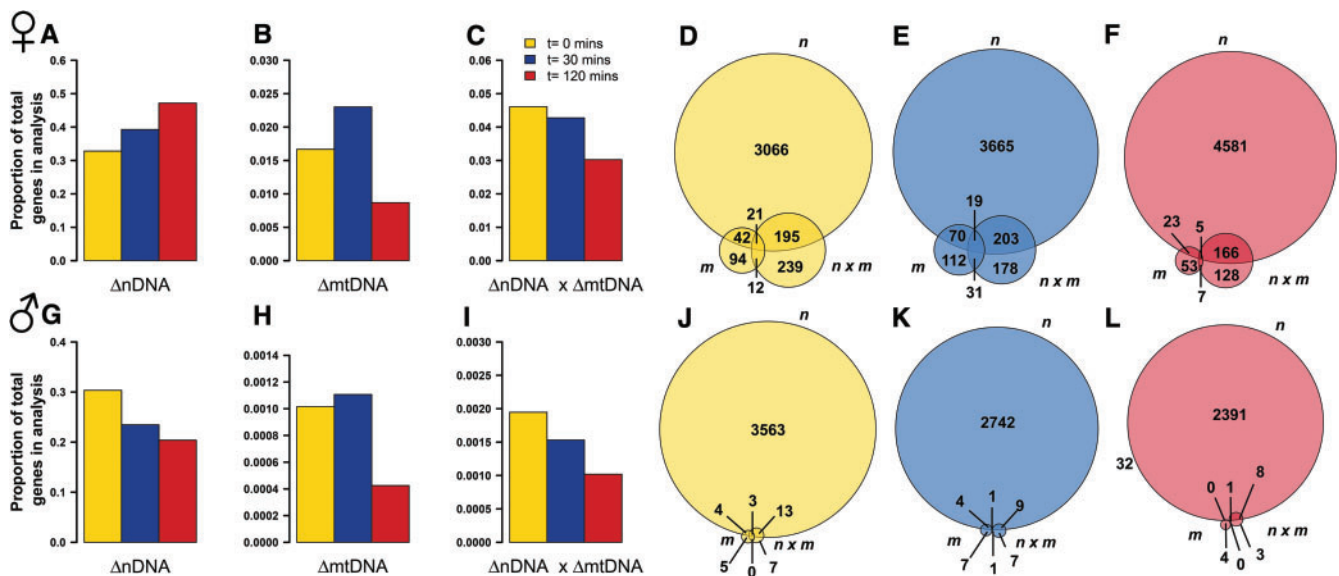 ♀ A B C D E F
t= 0 mins
t= 30 mins
t= 120 mins
Proportion of total
genes in analysis
0.6
0.5
0.4
0.3
0.2
0.1
0.0
ΔnDNA
0.030
0.025
0.020
0.015
0.010
0.005
0.000
ΔmtDNA
0.06
0.05
0.04
0.03
0.02
0.01
0.00
ΔnDNA x ΔmtDNA
n
3066
21
42
195
94
239
12
m
n x m
n
3665
19
70
203
112
178
31
m
n x m
n
4581
23
5
166
53
128
7
m
n x m
♂ G H I J K L
Proportion of total
genes in analysis
0.4
0.3
0.2
0.1
0.0
ΔnDNA
0.0014
0.0012
0.0010
0.0008
0.0006
0.0004
0.0002
0.0000
ΔmtDNA
0.0030
0.0025
0.0020
0.0015
0.0010
0.0005
0.0000
ΔnDNA x ΔmtDNA
n
3563
3
4
13
m
n x m
5
0
7
n
2742
1
4
9
m
n x m
7
1
7
n
2391
32
0
1
8
m
n x m
4
0
3